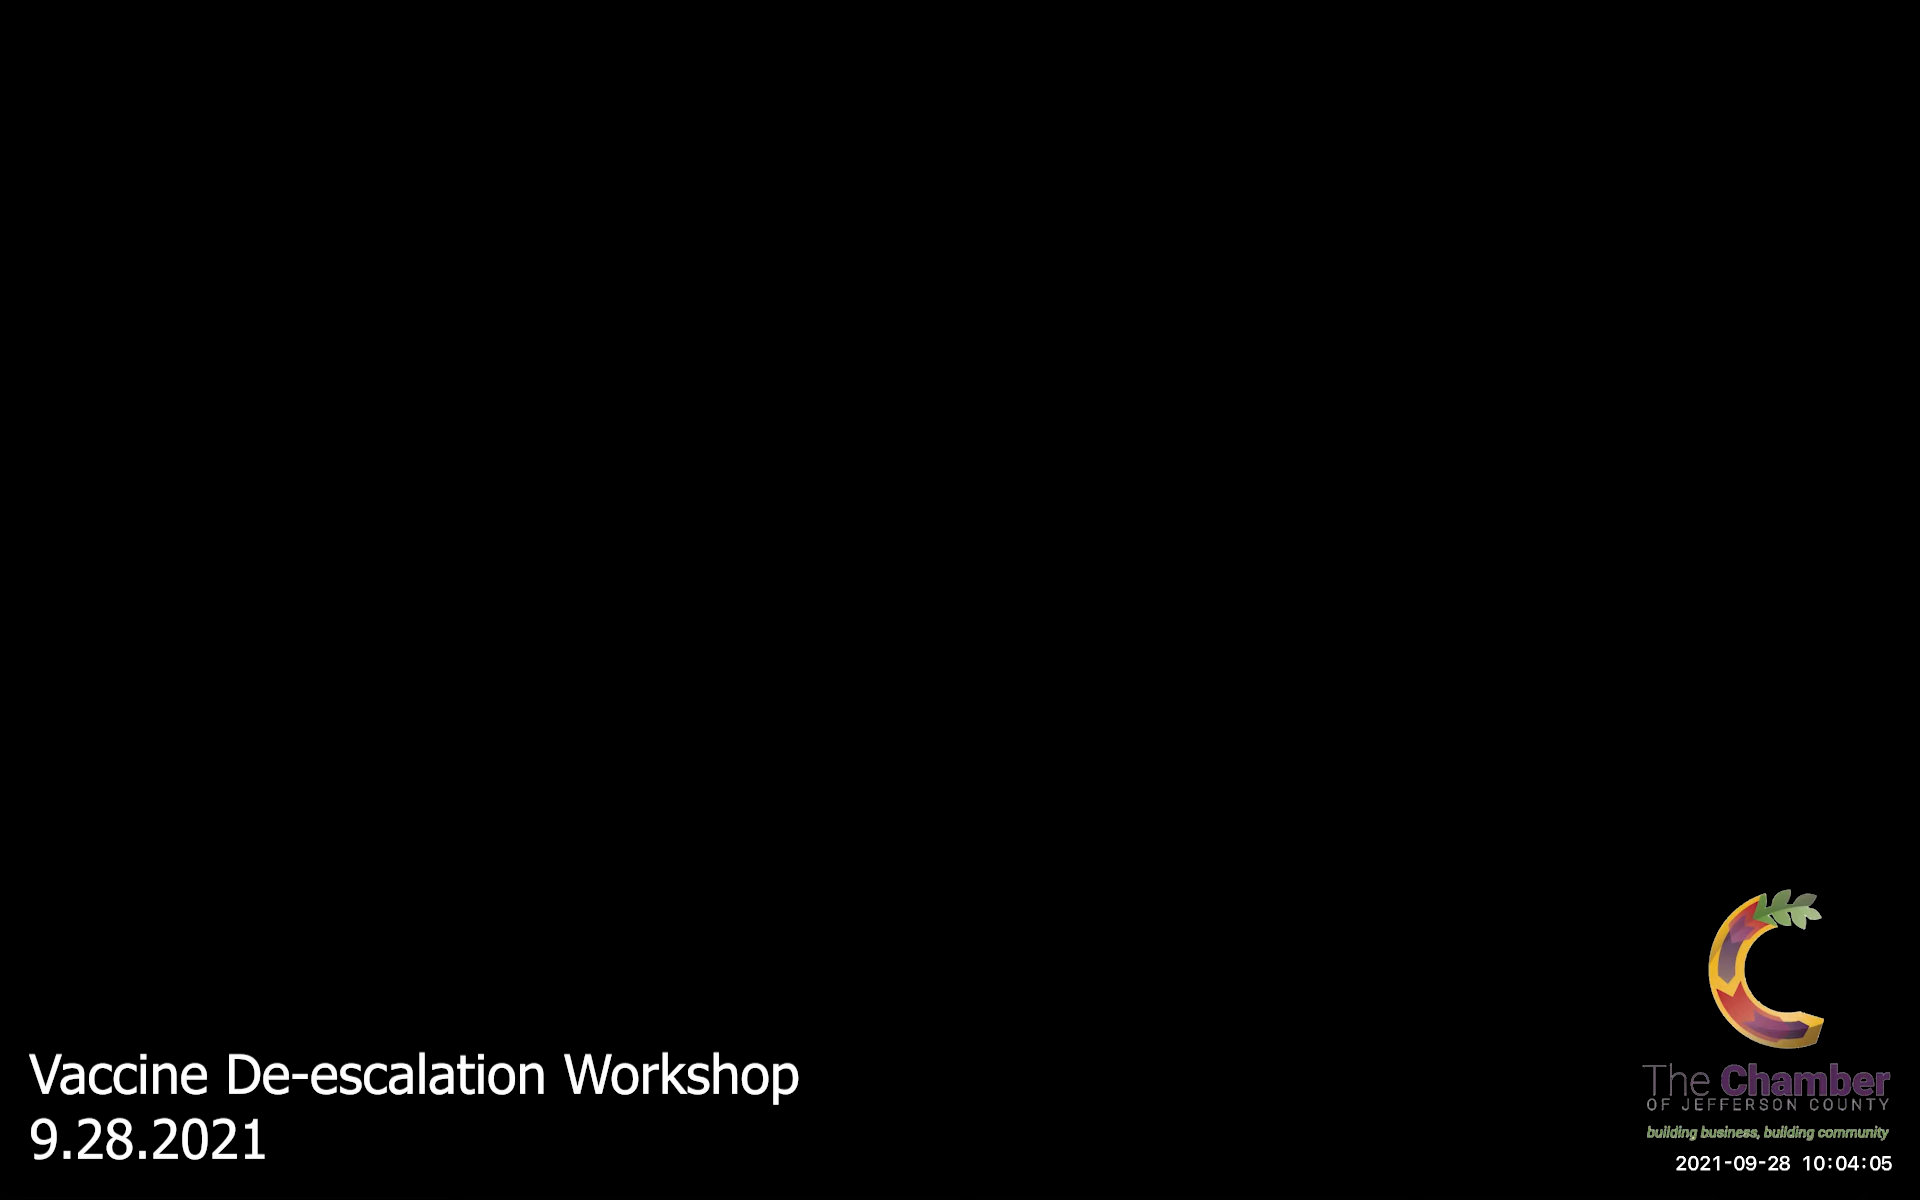 Vaccine De-escalation Workshop
9.28.2021
The Chamber
OF JEFFERSON COUNTY
building business, building community
2021-09-28 10:04:05